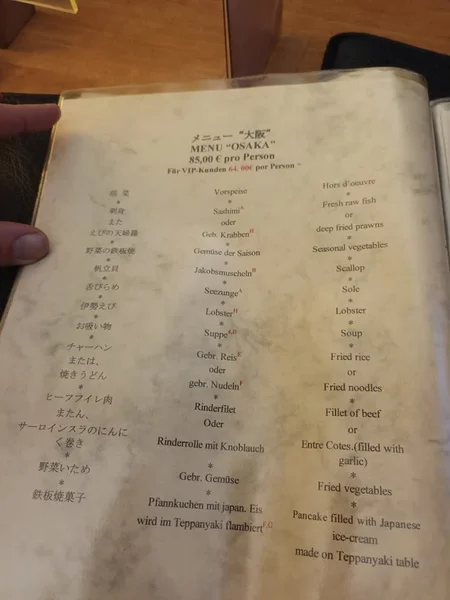 メニュー "大阪"
MENU "OSAKA"
85,00 € pro Person
Für VIP-Kunden 64, 00€ por Person
前菜
*
刺身
また
えびの天婦羅
*
野菜の鉄板焼
*
帆立貝
*
舌びらめ
*
伊勢えび
*
お吸い物
*
チャーハン
または、
焼きうどん
*
ヒーフフイレ肉
またん、
サーロインスラのにんに
く巻き
*
野菜いため
*
鉄板焼菓子
Vorspeise
*
Sashimi A
oder
Geb. Krabben H
*
Gemüse der Saison
*
Jakobsmuscheln B
*
Seezunge A
*
Lobster H
*
Suppe
*
Gebr. Reis
oder
gebr. Nudeln F
*
Rinderfilet
Oder
Rinderrolle mit Knoblauch
*
Gebr. Gemüse
*
Pfannkuchen mit japan. Eis
wird im Teppanyaki flambiert
Hors d'oeuvre
*
Fresh raw fish
or
deep fried prawns
*
Seasonal vegetables
*
Scallop
*
Sole
*
Lobster
*
Soup
*
Fried rice
or
Fried noodles
*
Fillet of beef
or
Entre Cotes.(filled with
garlic)
*
Fried vegetables
*
Pancake filled with Japanese
ice-cream
made on Teppanyaki table